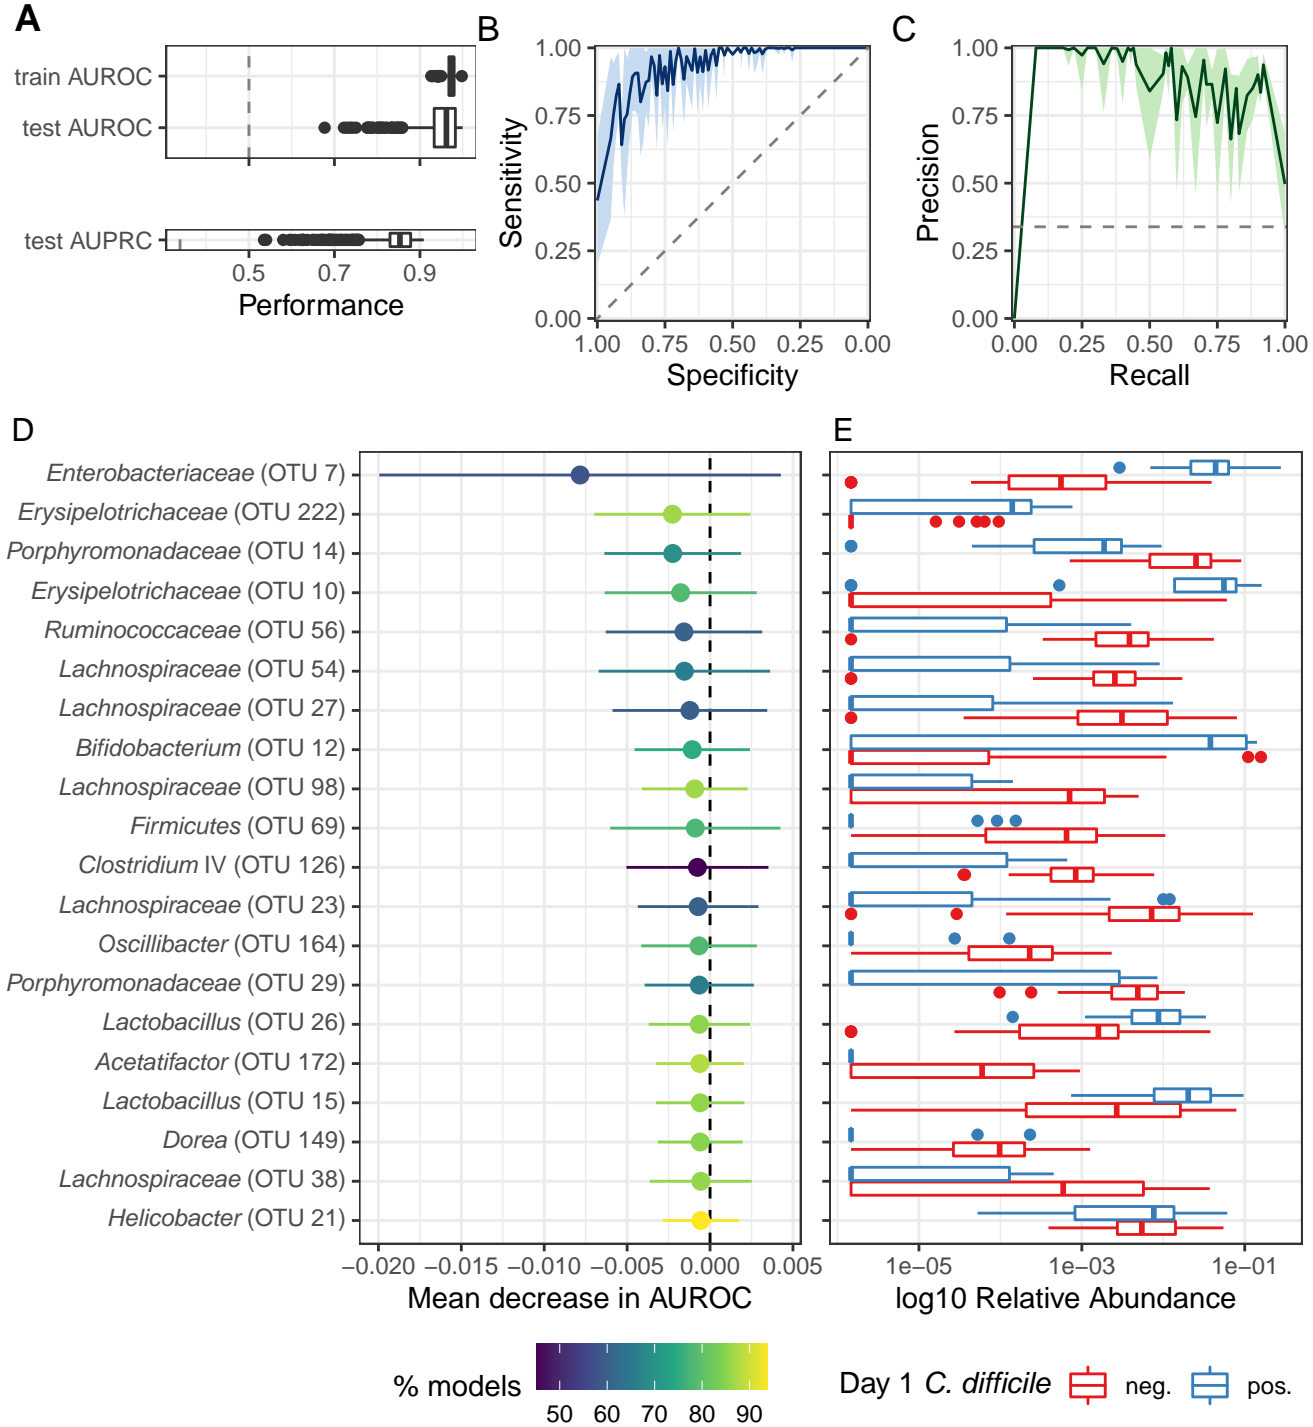 A
train AUROC
test AUROC
test AUPRC
0.5 0.7 0.9
Performance
B
Sensitivity
1.00
0.75
0.50
0.25
0.00
1.00 0.75 0.50 0.25 0.00
Specificity
C
Precision
1.00
0.75
0.50
0.25
0.00
0.00 0.25 0.50 0.75 1.00
Recall
D
Enterobacteriaceae (OTU 7)
Erysipelotrichaceae (OTU 222)
Porphyromonadaceae (OTU 14)
Erysipelotrichaceae (OTU 10)
Ruminococcaceae (OTU 56)
Lachnospiraceae (OTU 54)
Lachnospiraceae (OTU 27)
Bifidobacterium (OTU 12)
Lachnospiraceae (OTU 98)
Firmicutes (OTU 69)
Clostridium IV (OTU 126)
Lachnospiraceae (OTU 23)
Oscillibacter (OTU 164)
Porphyromonadaceae (OTU 29)
Lactobacillus (OTU 26)
Acetatifactor (OTU 172)
Lactobacillus (OTU 15)
Dorea (OTU 149)
Lachnospiraceae (OTU 38)
Helicobacter (OTU 21)
−0.020 −0.015 −0.010 −0.005 0.000 0.005
Mean decrease in AUROC
% models
50 60 70 80 90
E
1e−05 1e−03 1e−01
log10 Relative Abundance
Day 1 C. difficile neg. pos.